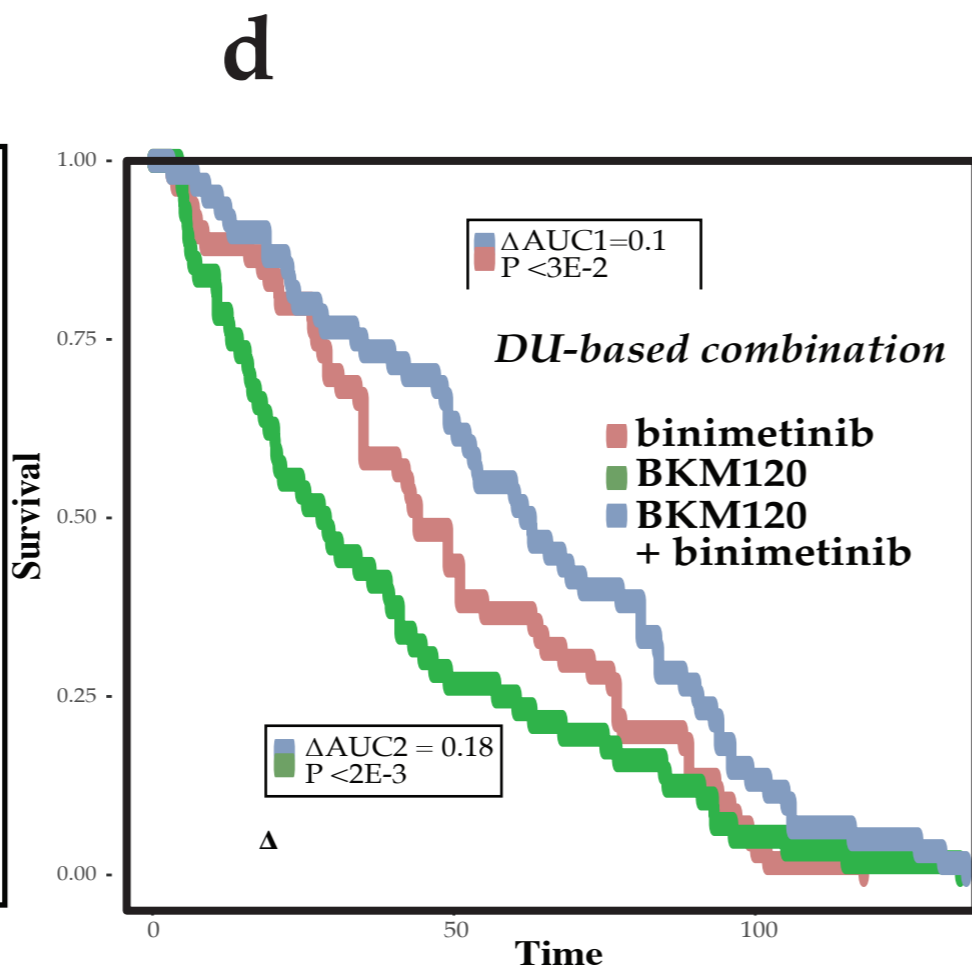 d
1.00
0.75
0.50
0.25
0.00
Survival
ΔAUC1=0.1
P <3E-2
DU-based combination
binimetinib
BKM120
BKM120
+ binimetinib
ΔAUC2 = 0.18
P <2E-3
Δ
0 50 100
Time